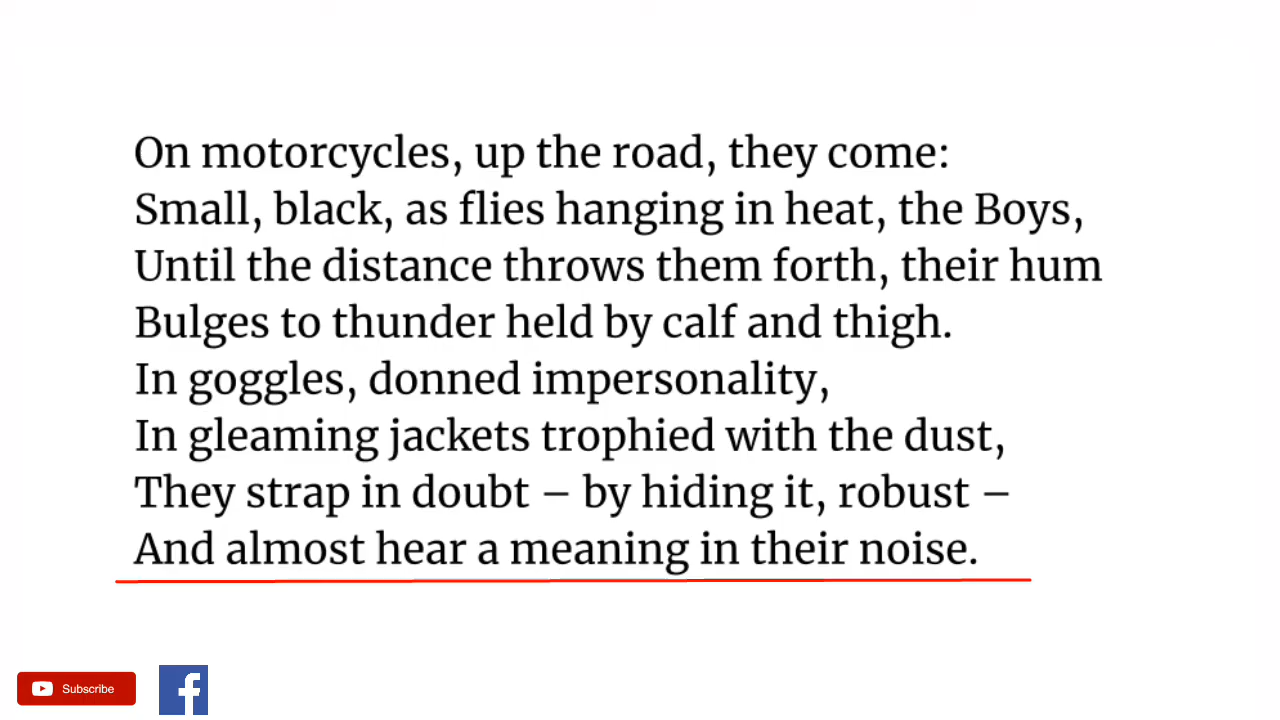 On motorcycles, up the road, they come:
Small, black, as flies hanging in heat, the Boys,
Until the distance throws them forth, their hum
Bulges to thunder held by calf and thigh.
In goggles, donned impersonality,
In gleaming jackets trophied with the dust,
They strap in doubt – by hiding it, robust –
And almost hear a meaning in their noise.
Subscribe